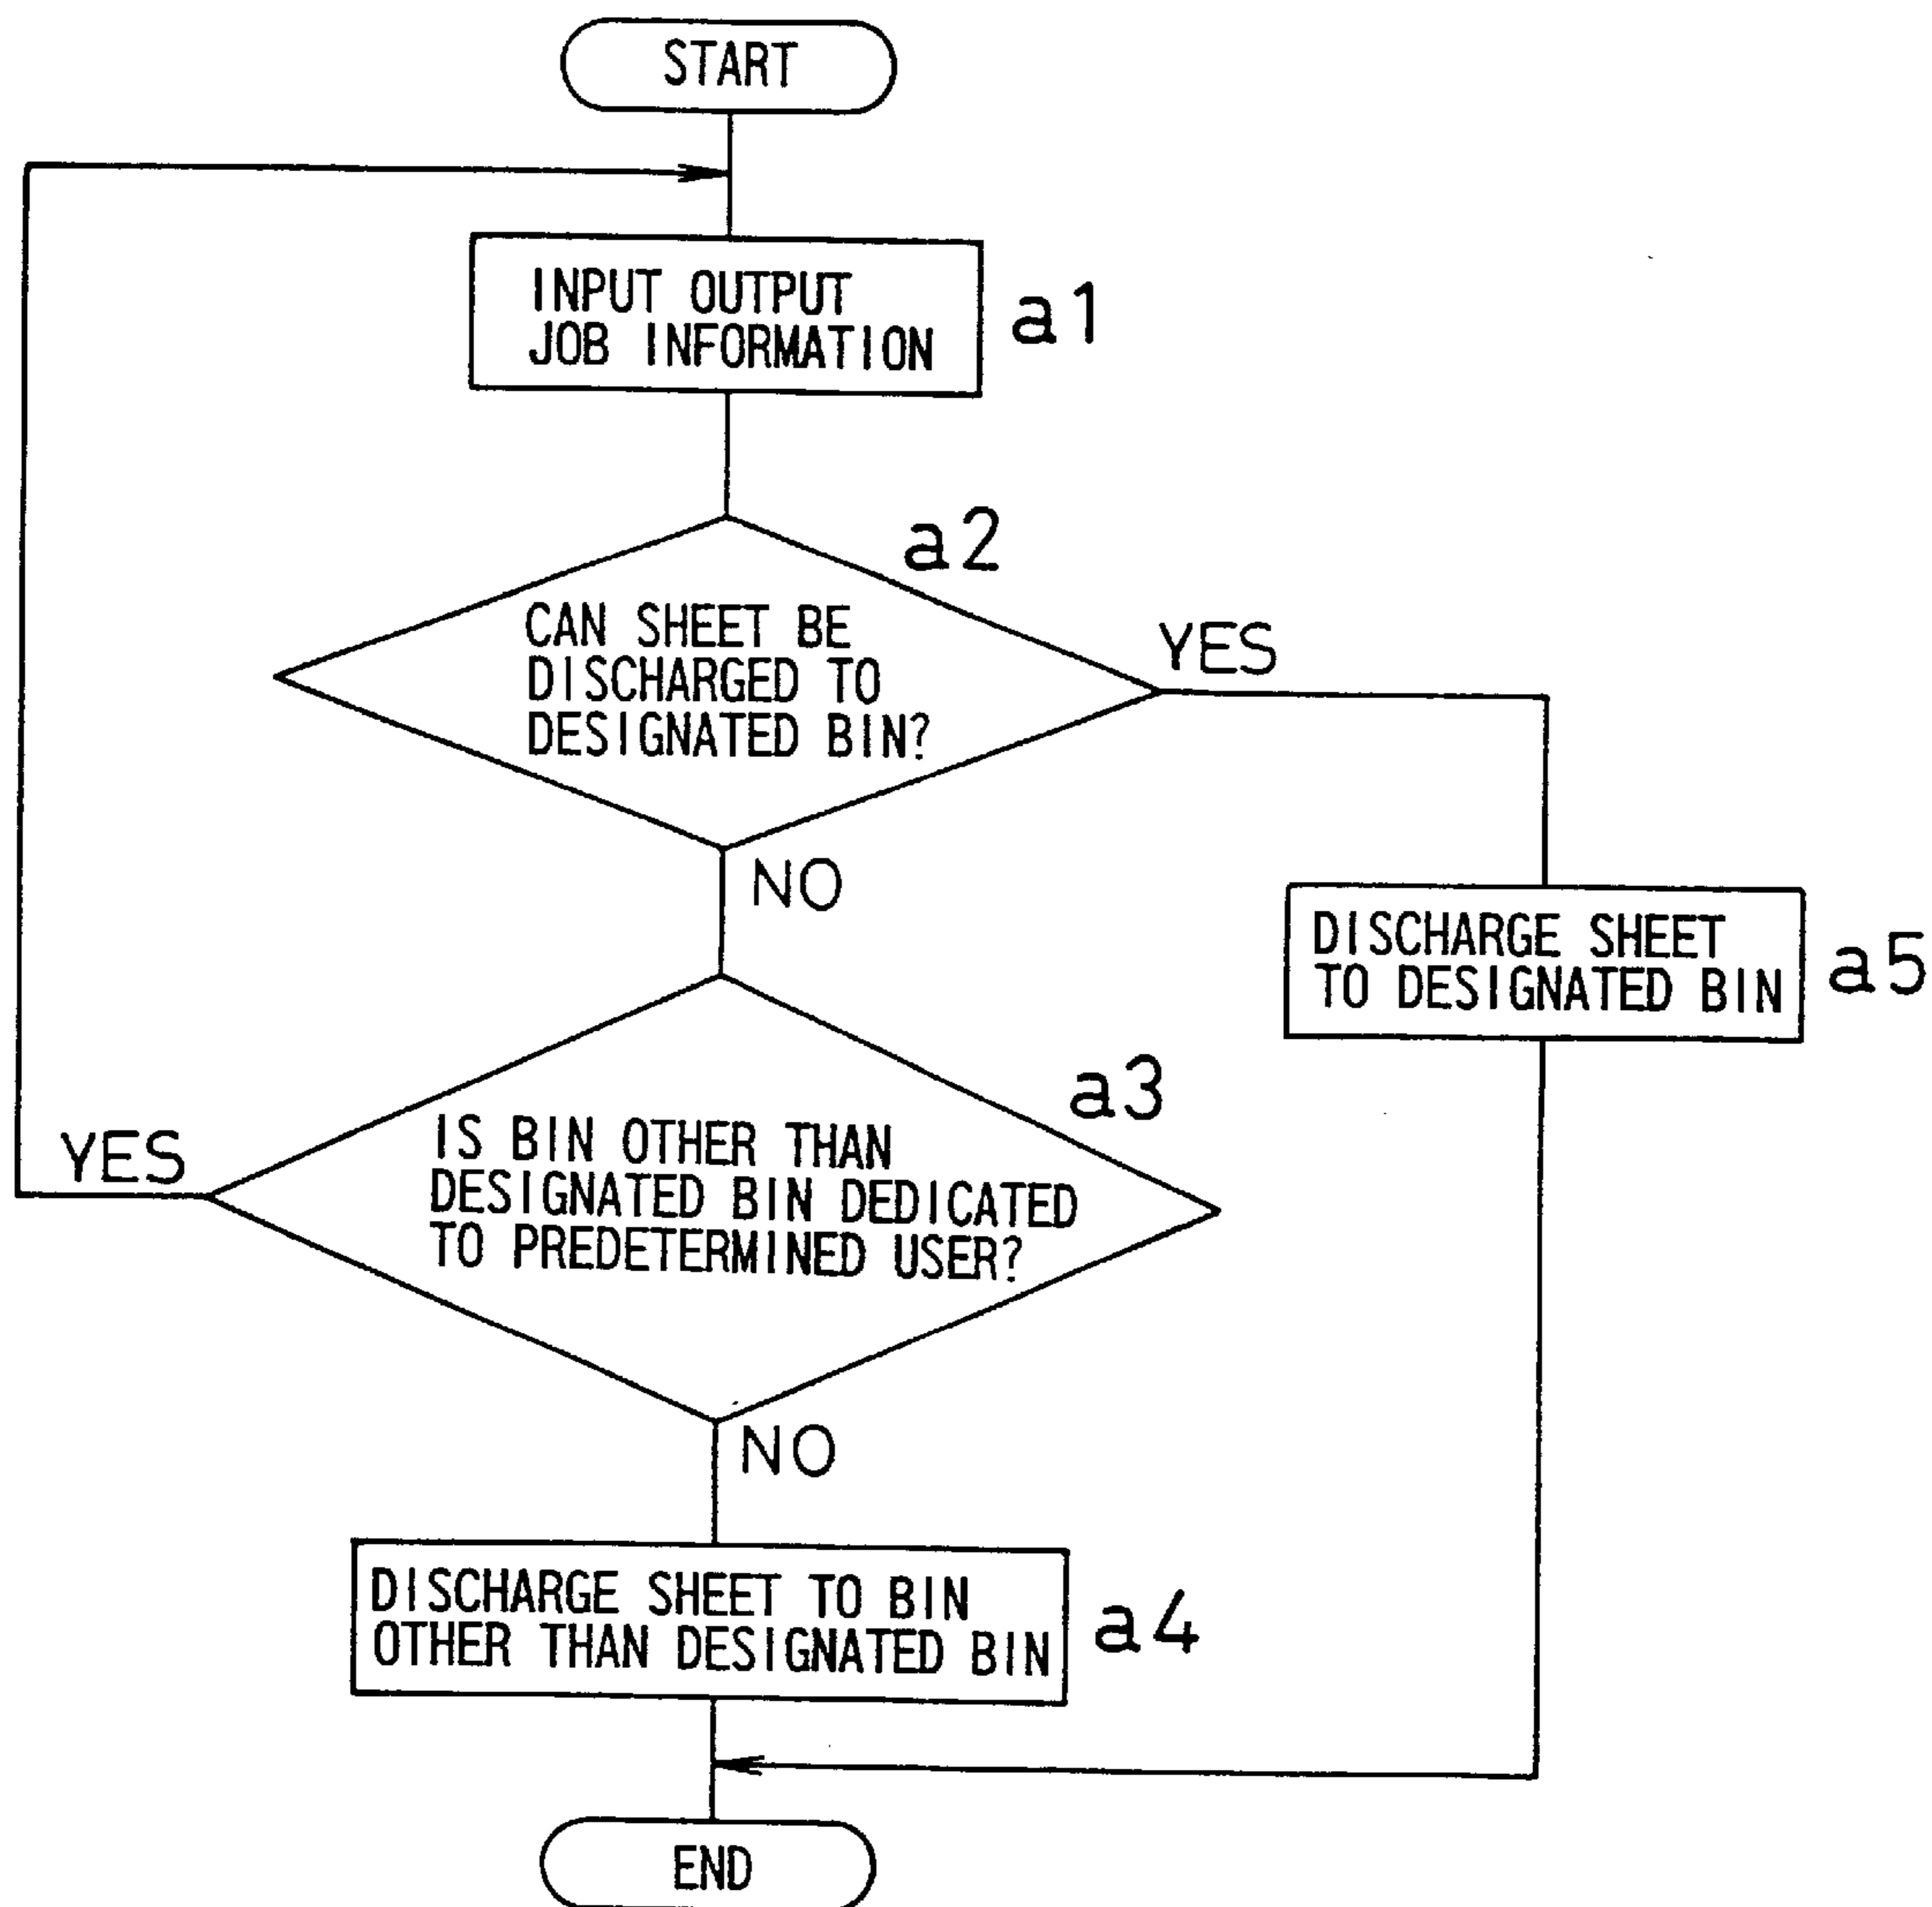 START
INPUT OUTPUT
JOB INFORMATION
a1
a2
CAN SHEET BE
DISCHARGED TO
DESIGNATED BIN?
YES
NO
DISCHARGE SHEET
TO DESIGNATED BIN
a5
a3
IS BIN OTHER THAN
DESIGNATED BIN DEDICATED
TO PREDETERMINED USER?
YES
NO
DISCHARGE SHEET TO BIN
OTHER THAN DESIGNATED BIN
a4
END